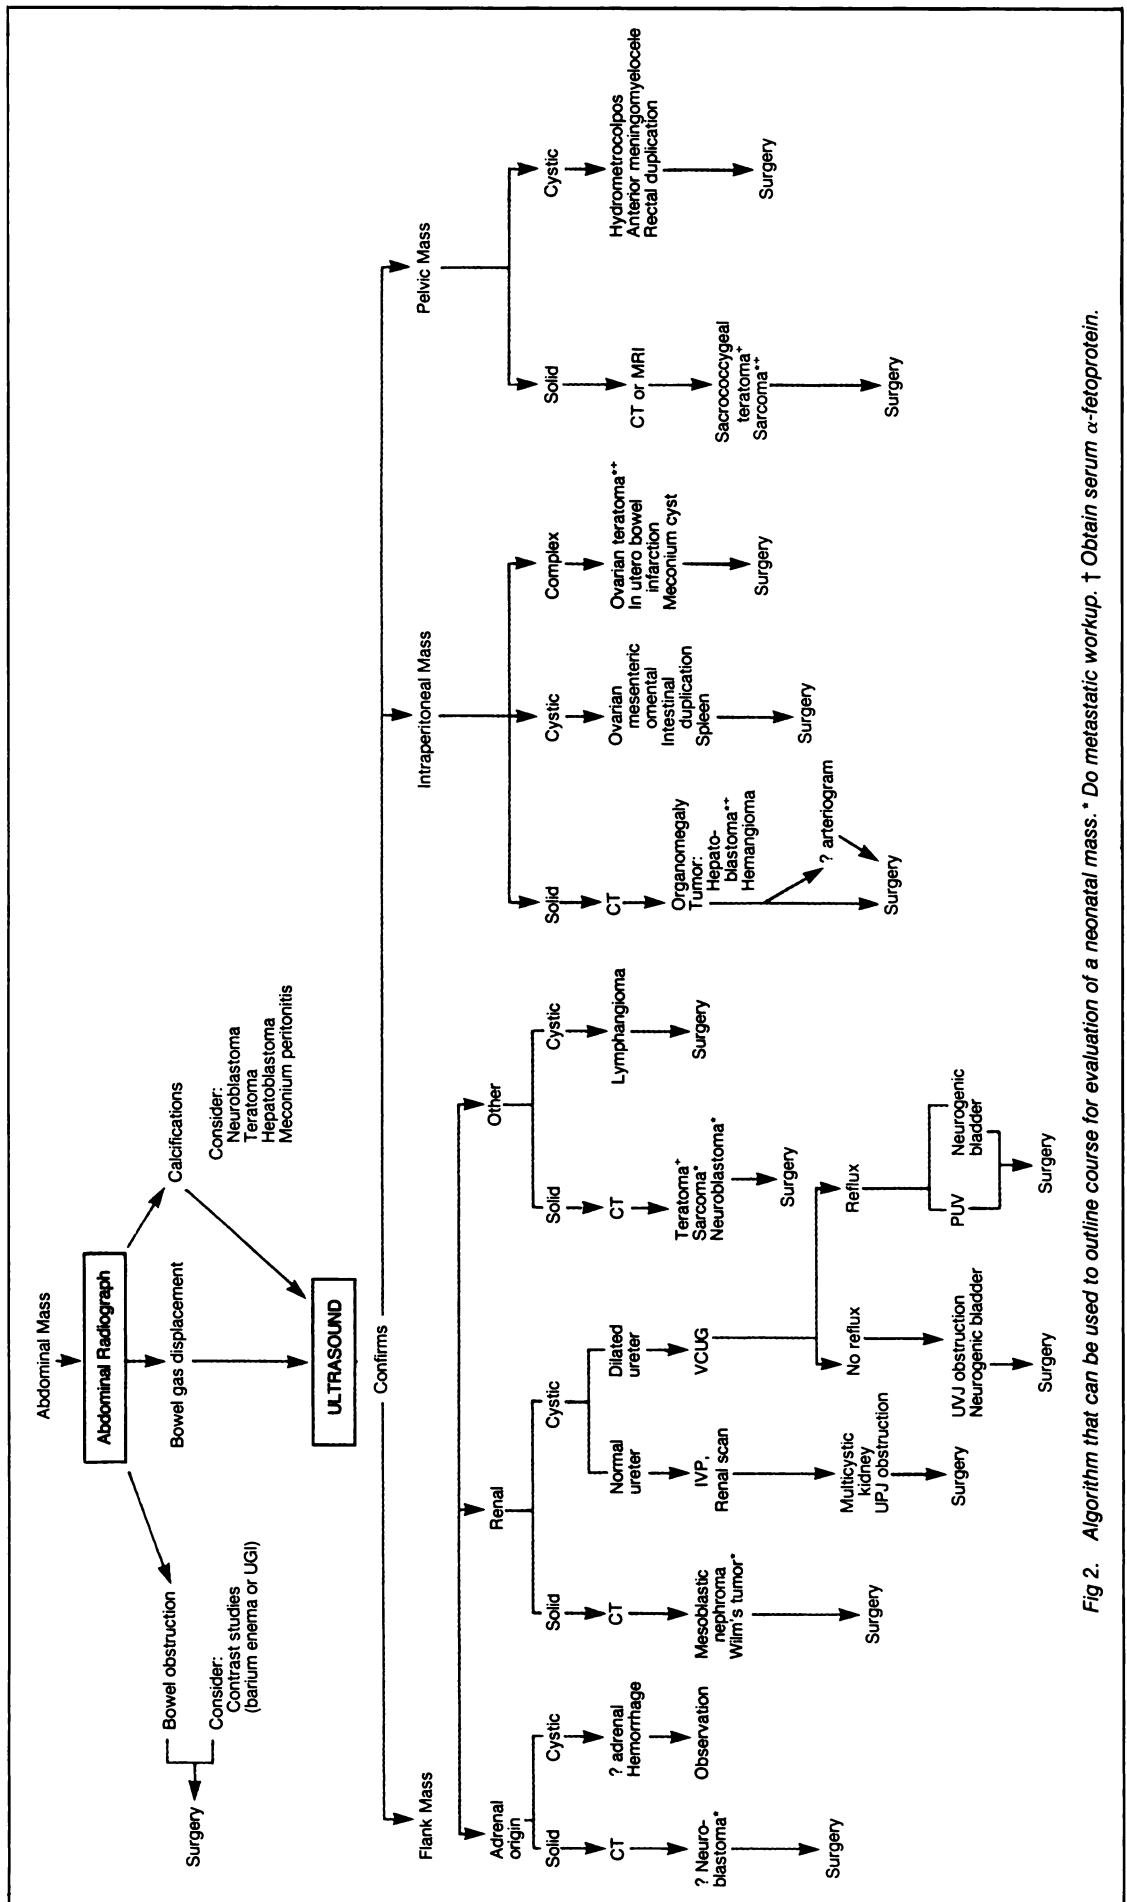 Abdominal Mass
Abdominal Radiograph
Bowel obstruction
Consider:
Contrast studies
(barium enema or UGI)
Surgery
Bowel gas displacement
Calcifications
Consider:
Neuroblastoma
Teratoma
Hepatoblastoma
Meconium peritonitis
ULTRASOUND
Confirms
Flank Mass
Intraperitoneal Mass
Pelvic Mass
Adrenal
origin
Renal
Other
Solid
CT
? Neuro-
blastoma*
Surgery
Cystic
? adrenal
Hemorrhage
Observation
Solid
CT
Mesoblastic
nephroma
Wilm's tumor*
Surgery
Cystic
Normal
ureter
IVP,
Renal scan
Multicystic
kidney
UPJ obstruction
Surgery
Dilated
ureter
VCUG
No reflux
UVJ obstruction
Neurogenic bladder
Surgery
Reflux
PUV
Neurogenic
bladder
Surgery
Solid
CT
Teratoma+
Sarcoma*
Neuroblastoma*
Surgery
Cystic
Lymphangioma
Surgery
Solid
CT
Organomegaly
Tumor:
Hepato-
blastoma*+
Hemangioma
? arteriogram
Surgery
Cystic
Ovarian
mesenteric
omental
Intestinal
duplication
Spleen
Surgery
Complex
Ovarian teratoma*+
In utero bowel
infarction
Meconium cyst
Surgery
Solid
CT or MRI
Sacrococcygeal
teratoma+
Sarcoma*+
Surgery
Cystic
Hydrometrocolpos
Anterior meningomyelocele
Rectal duplication
Surgery
Fig 2. Algorithm that can be used to outline course for evaluation of a neonatal mass. * Do metastatic workup. † Obtain serum α-fetoprotein.